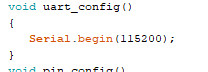 void uart_config()
{
Serial.begin(115200);
}
void pin_config()